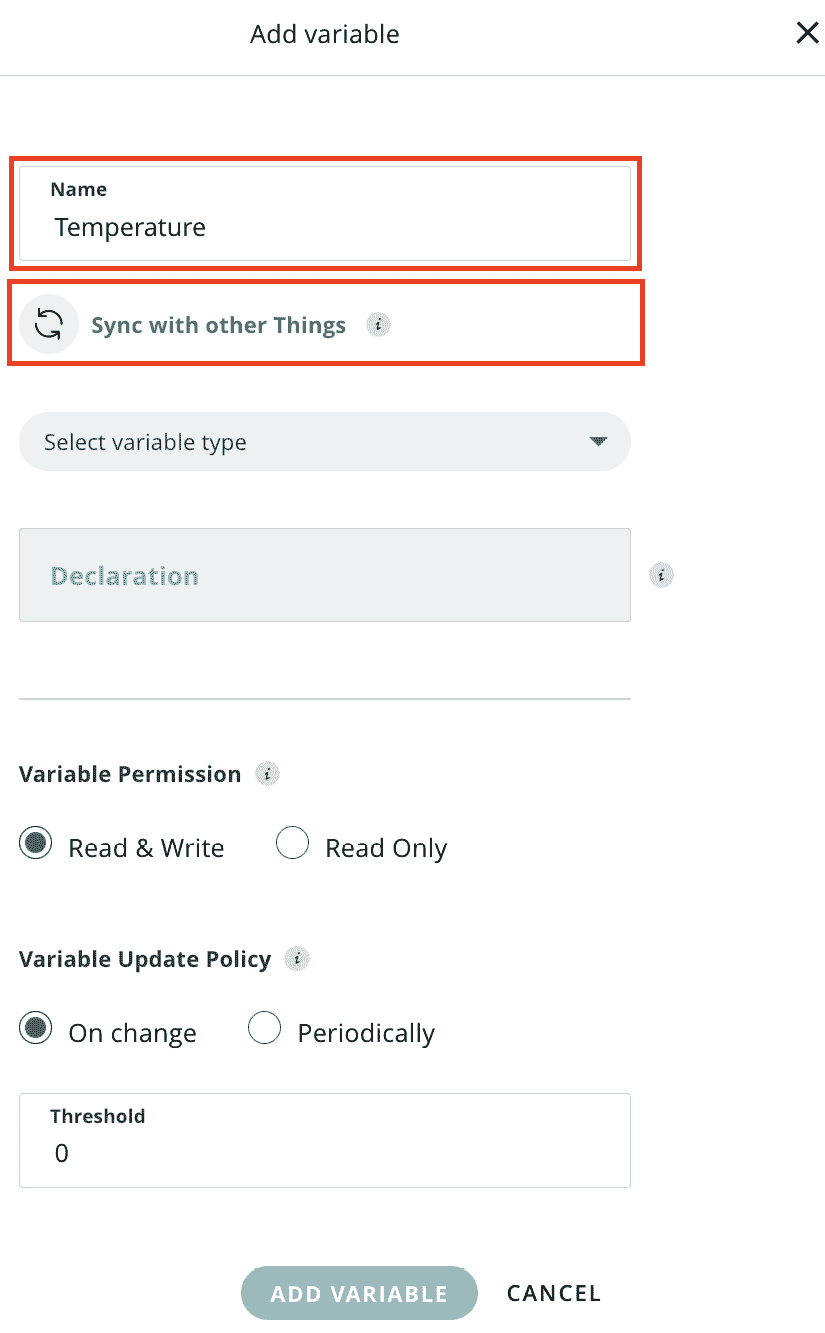 Add variable
Name
Temperature
Sync with other Things i
Select variable type
Declaration i
Variable Permission i
Read & Write Read Only
Variable Update Policy i
On change Periodically
Threshold
0
ADD VARIABLE CANCEL